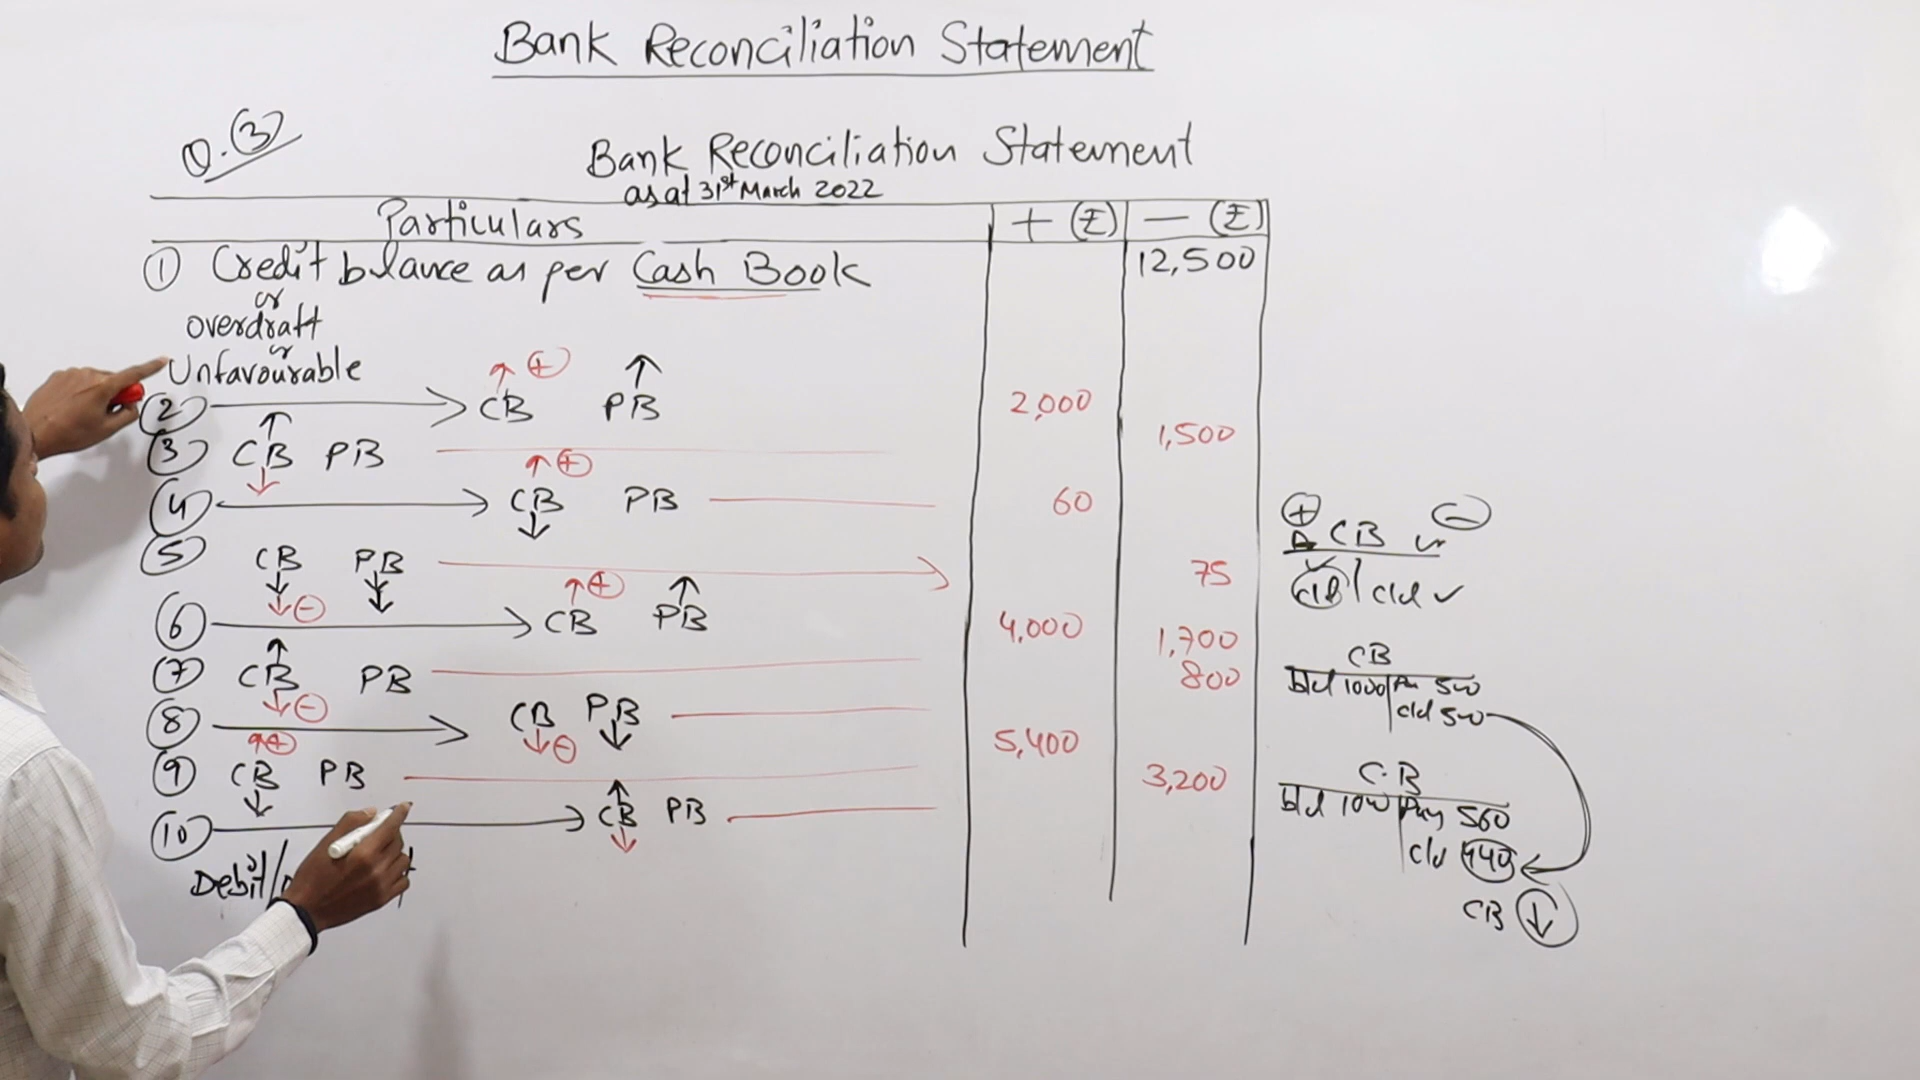 Bank Reconciliation Statement
Q.(3)
Bank Reconciliation Statement
as at 31st March 2022
Particulars + (₹) — (₹)
① Credit balance as per Cash Book 12,500
or
overdraft
or
Unfavourable
② CB ↑ ⊕ PB ↑ 2,000
③ CB ↑ ↓ PB 1,500
④ CB ↑ ⊕ ↓ PB 60
⑤ CB ↓ ↓ ⊖ PB ↓ 75
⑥ CB ↑ ⊕ PB ↑ 4,000 1,700
⑦ CB ↑ ↓ ⊖ PB 800
⑧ CB ↓ ⊖ PB ↓ 5,400
⑨ CB ↑ ⊕ ↓ PB 3,200
⑩ CB ↑ ↓ PB
Debit/
⊕ CB ⊖
c/d
CB
b/d 1000 500
c/d 500
C.B
b/d Pay 560
c/d 440
CB ↓